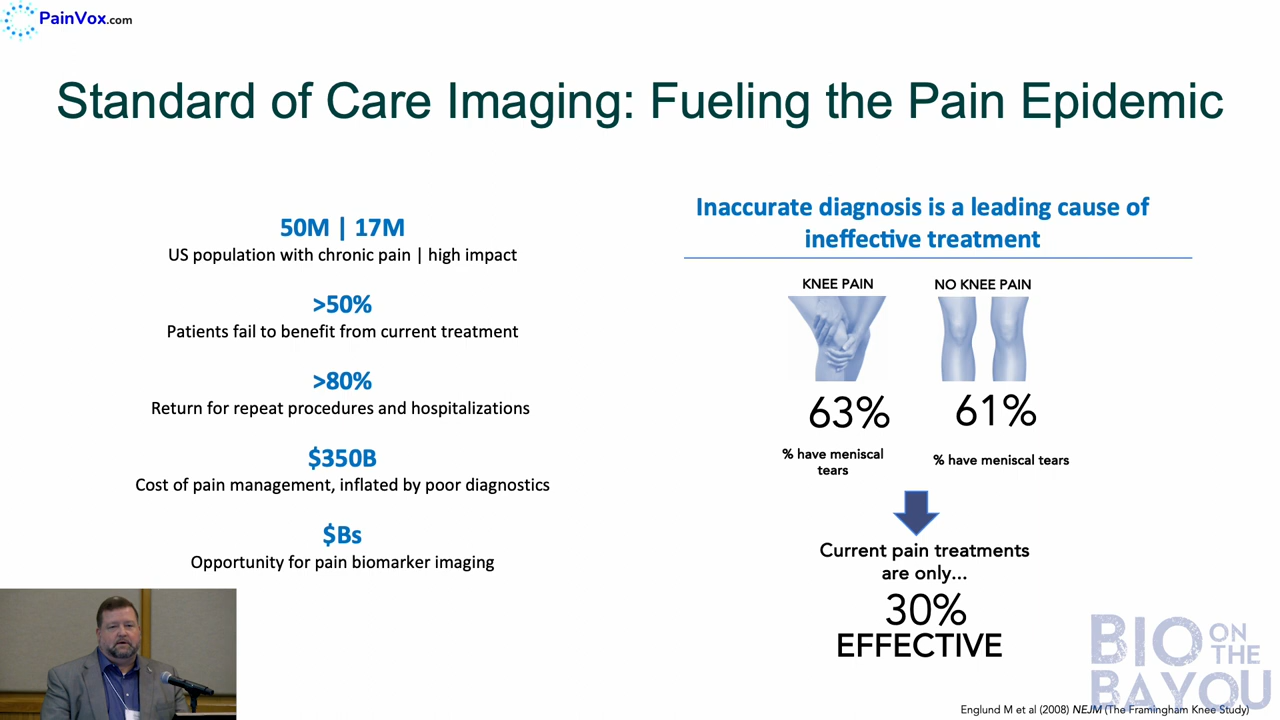 PainVox.com
Standard of Care Imaging: Fueling the Pain Epidemic
50M | 17M
US population with chronic pain | high impact
>50%
Patients fail to benefit from current treatment
>80%
Return for repeat procedures and hospitalizations
$350B
Cost of pain management, inflated by poor diagnostics
$Bs
Opportunity for pain biomarker imaging
Inaccurate diagnosis is a leading cause of
ineffective treatment
KNEE PAIN
NO KNEE PAIN
63%
61%
% have meniscal
tears
% have meniscal tears
Current pain treatments
are only...
30%
EFFECTIVE
BIO ON
THE
BAYOU
Englund M et al (2008) NEJM (The Framingham Knee Study)